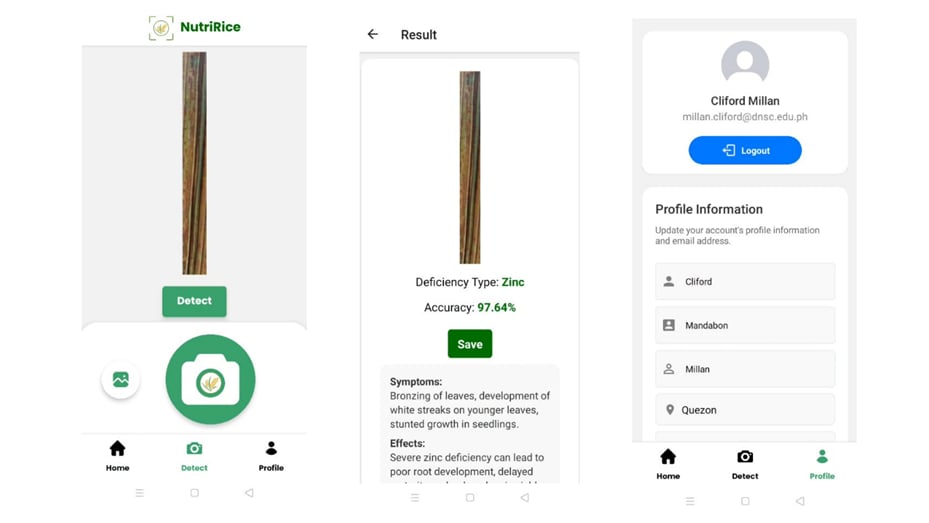 NutriRice
Detect
Home
Detect
Profile
Result
Deficiency Type: Zinc
Accuracy: 97.64%
Save
Symptoms:
Bronzing of leaves, development of
white streaks on younger leaves,
stunted growth in seedlings.
Effects:
Severe zinc deficiency can lead to
poor root development, delayed
Cliford Millan
millan.cliford@dnsc.edu.ph
Logout
Profile Information
Update your account's profile information
and email address.
Cliford
Mandabon
Millan
Quezon
Home
Detect
Profile